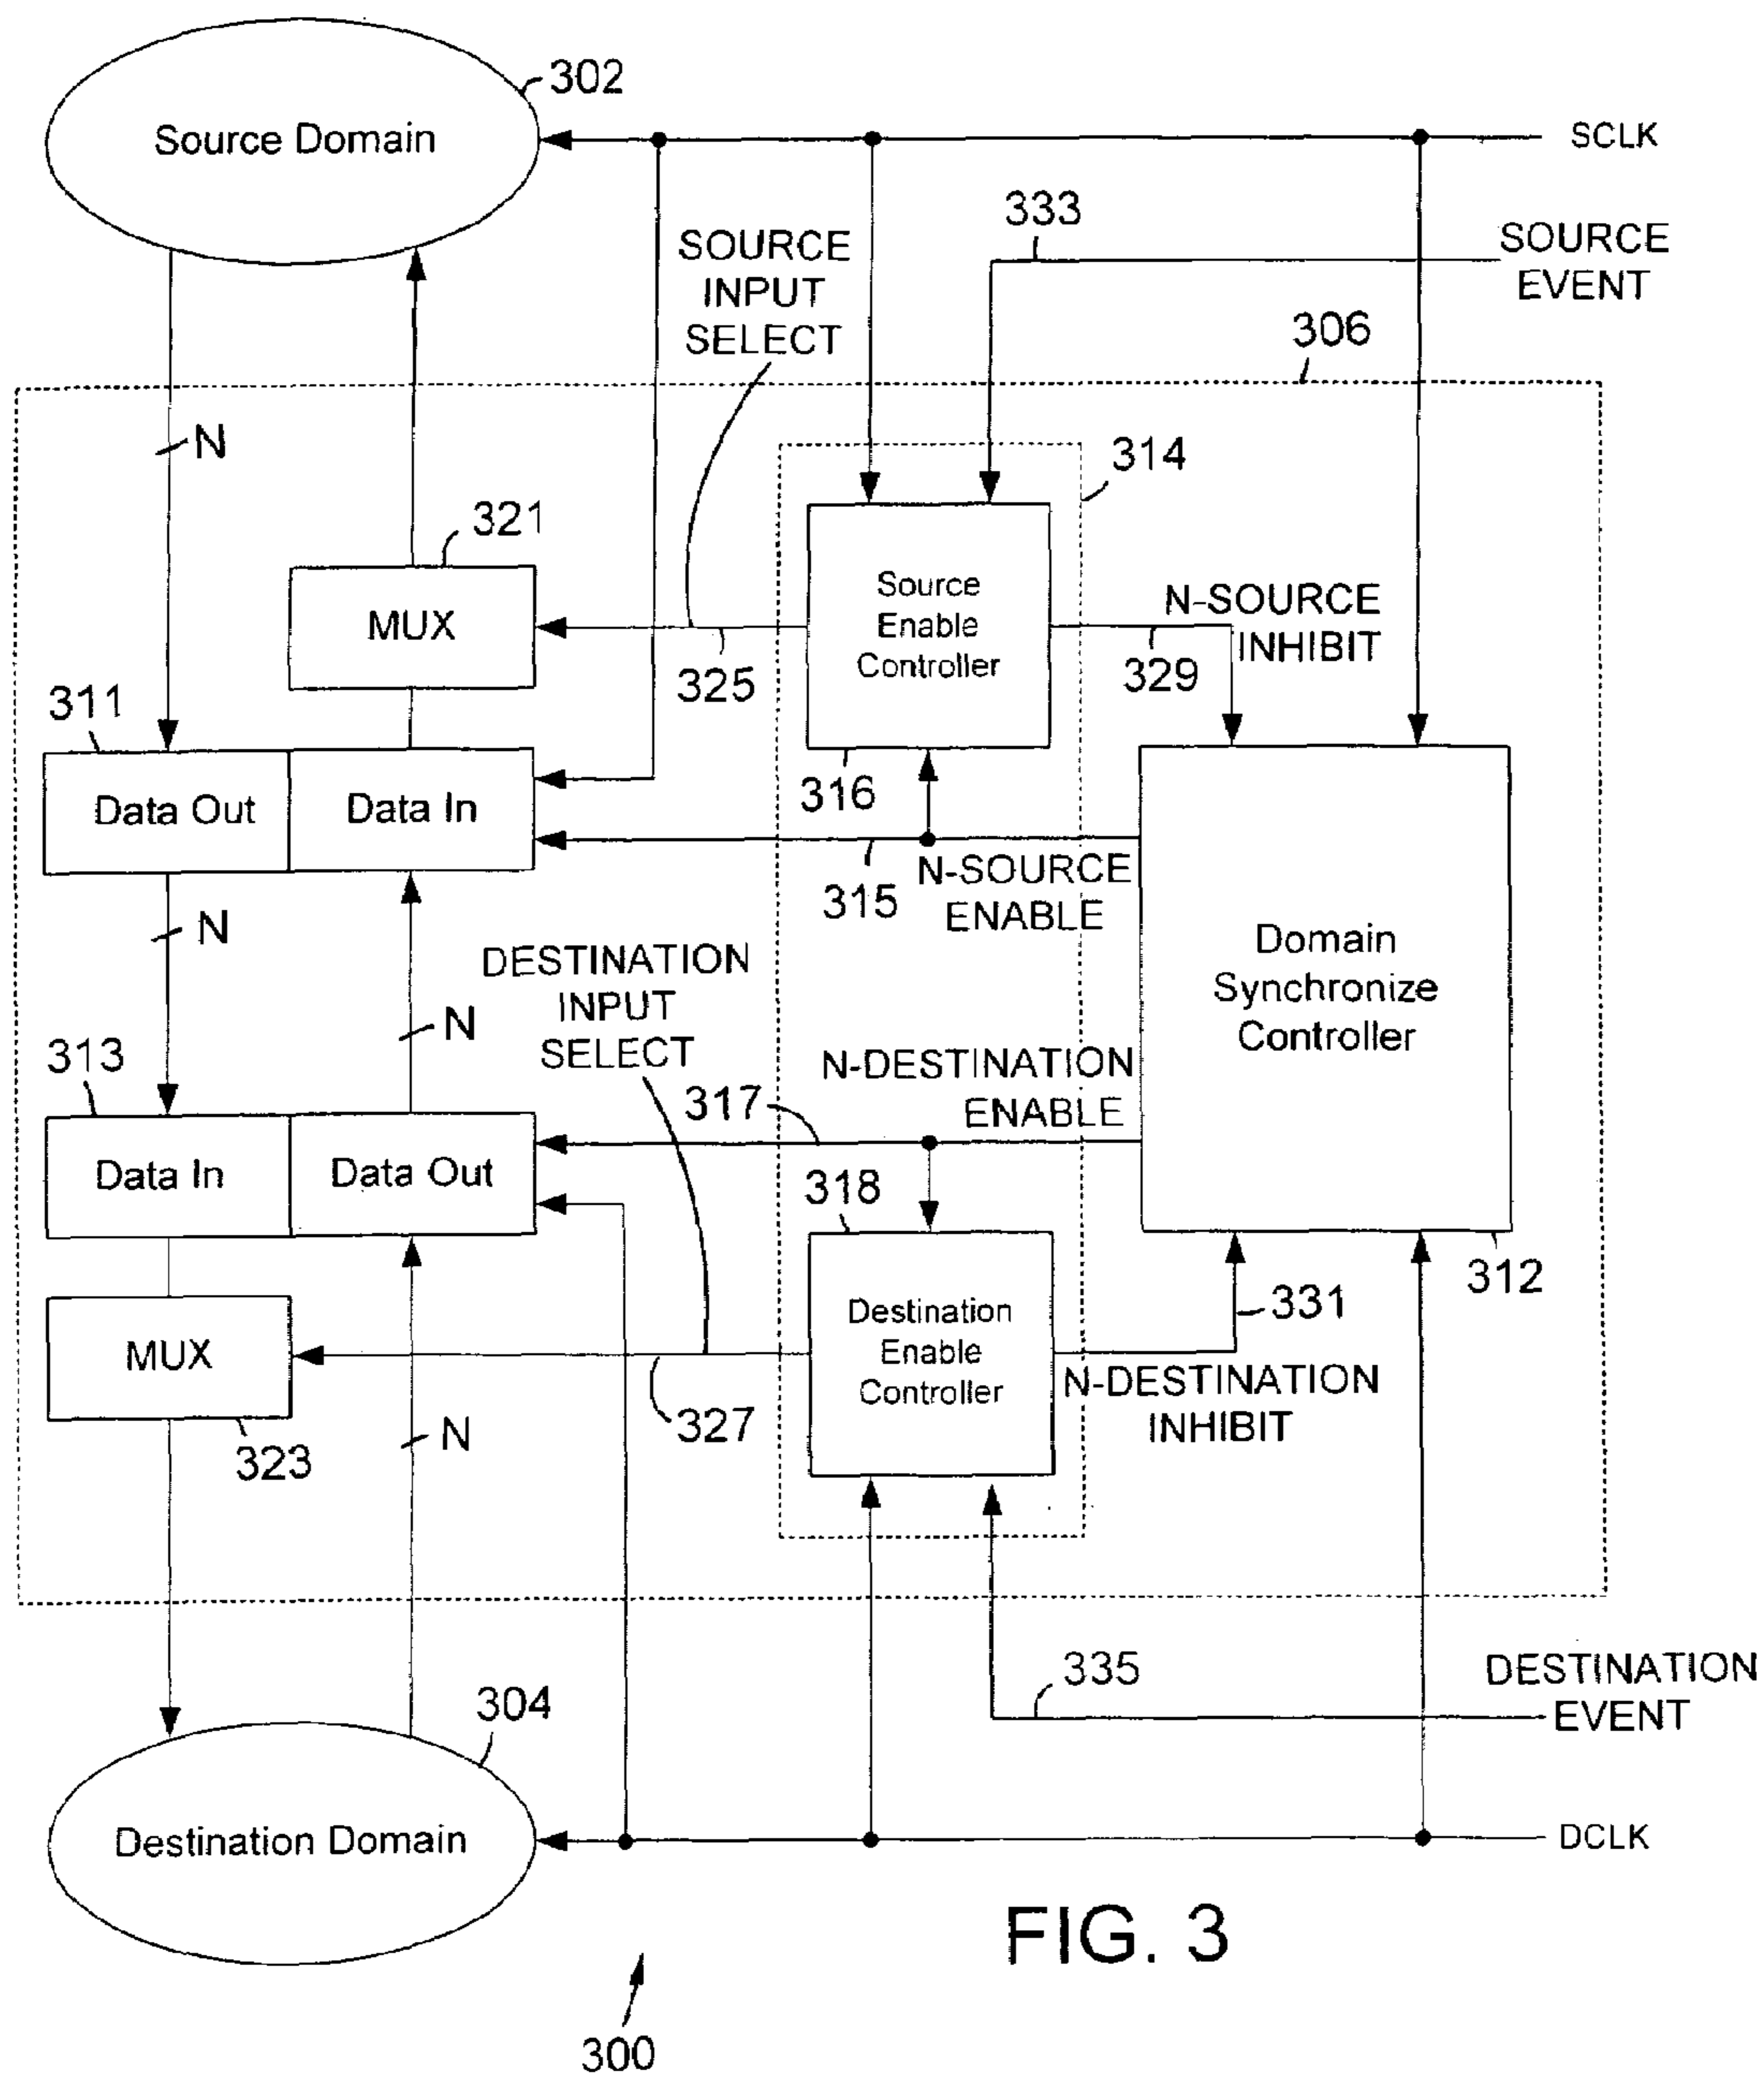 302
Source Domain
SCLK
333
SOURCE
EVENT
SOURCE
INPUT
SELECT
306
N
314
321
MUX
Source
Enable
Controller
N-SOURCE
INHIBIT
325
329
311
316
Data Out
Data In
315
N-SOURCE
ENABLE
N
Domain
Synchronize
Controller
DESTINATION
INPUT
SELECT
N
313
N-DESTINATION
ENABLE
317
Data In
Data Out
318
312
331
Destination
Enable
Controller
MUX
N-DESTINATION
INHIBIT
327
323
N
335
DESTINATION
EVENT
304
Destination Domain
DCLK
FIG. 3
300